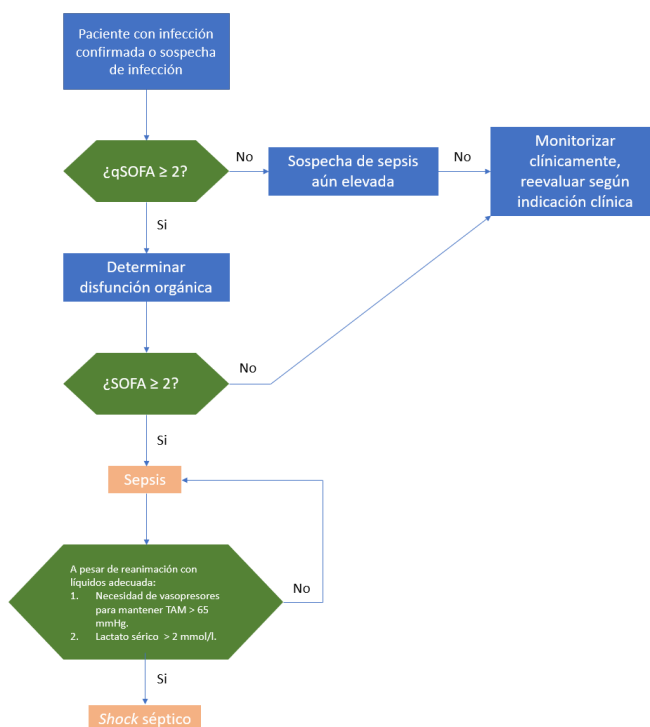 Paciente con infección
confirmada o sospecha
de infección
¿qSOFA ≥ 2?
No
Sospecha de sepsis
aún elevada
No
Monitorizar
clínicamente,
reevaluar según
indicación clínica
Si
Determinar
disfunción orgánica
¿SOFA ≥ 2?
No
Si
Sepsis
A pesar de reanimación con
líquidos adecuada:
1. Necesidad de vasopresores
para mantener TAM > 65
mmHg.
2. Lactato sérico > 2 mmol/l.
No
Si
Shock séptico